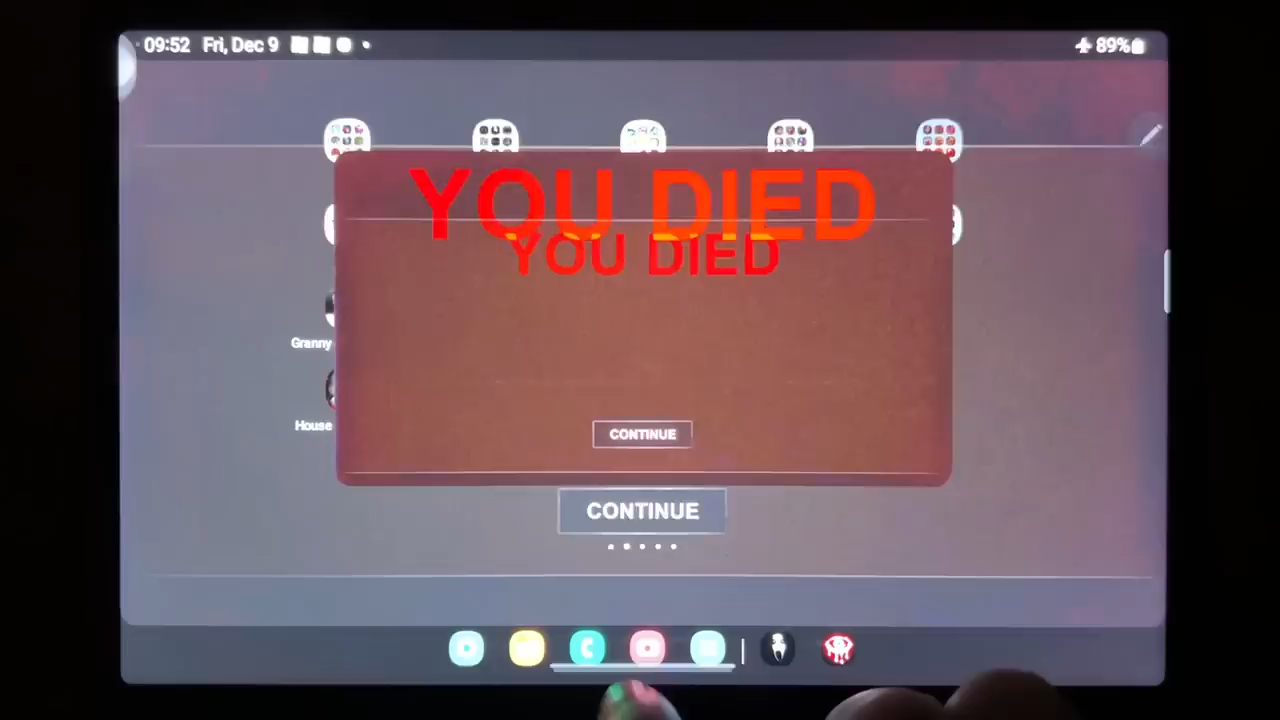 09:52 Fri, Dec 9 89%
YOU DIED
YOU DIED
Granny
House
CONTINUE
CONTINUE